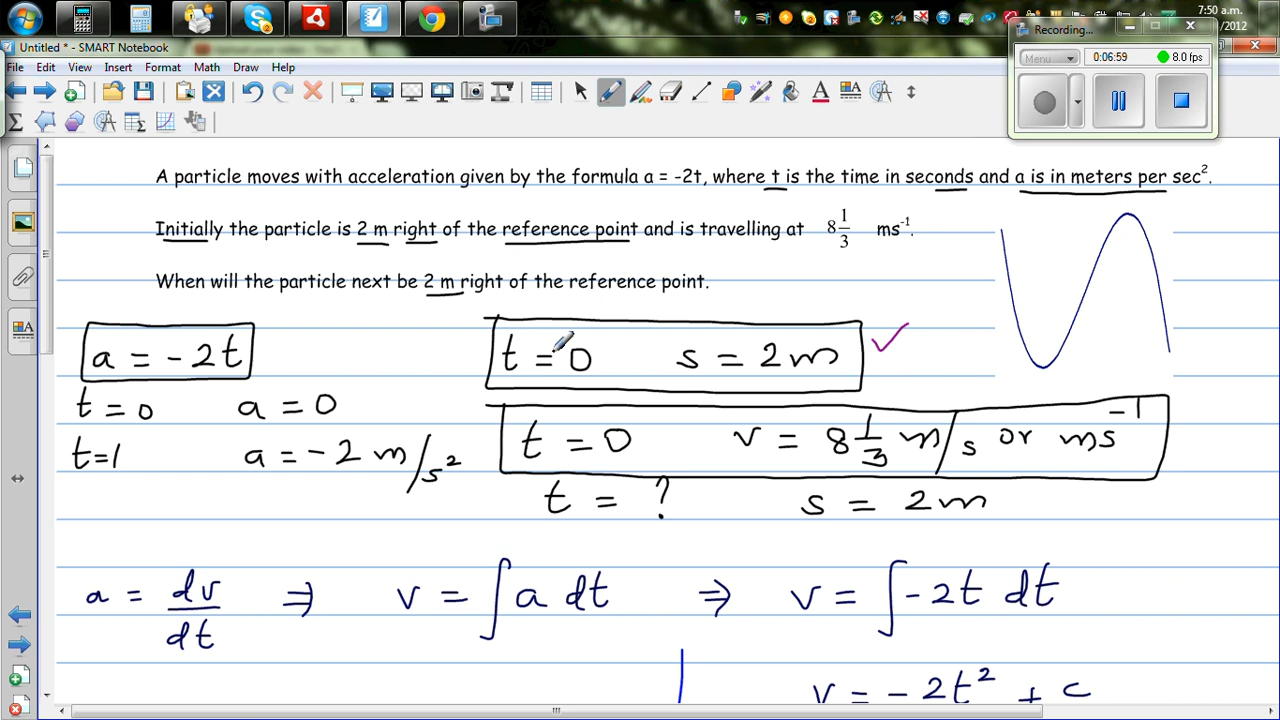 7:50 a.m.
/2012
Untitled * - SMART Notebook
Recording...
File Edit View Insert Format Math Draw Help
Menu 0:06:59 8.0 fps
A particle moves with acceleration given by the formula a = -2t, where t is the time in seconds and a is in meters per sec².
Initially the particle is 2 m right of the reference point and is travelling at 8 1/3 ms⁻¹.
When will the particle next be 2 m right of the reference point.
a = -2t t = 0 s = 2m
t = 0 a = 0
t = 0 v = 8 1/3 m/s or ms⁻¹
t=1 a = -2 m/s²
t = ? s = 2m
a = dv/dt ⇒ v = ∫ a dt ⇒ v = ∫ -2t dt
v = -2t² + c